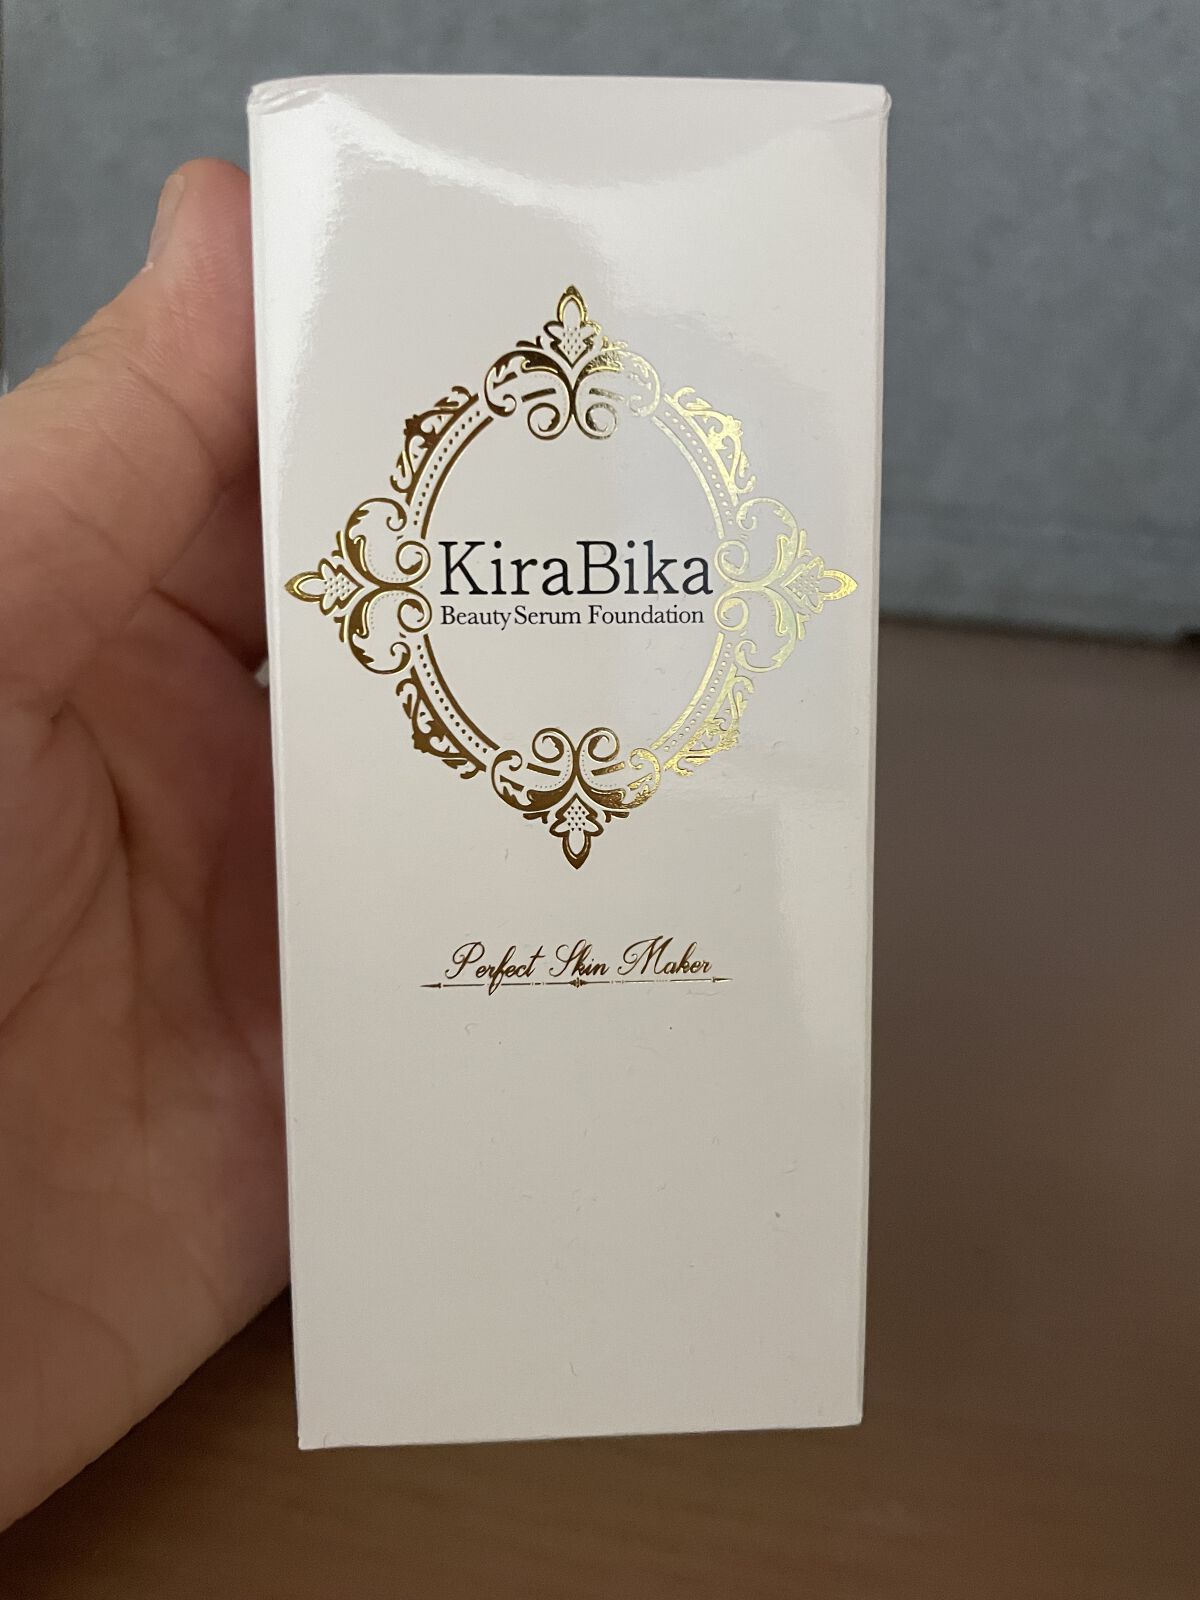 KiraBika
Beauty Serum Foundation
Perfect Skin Maker